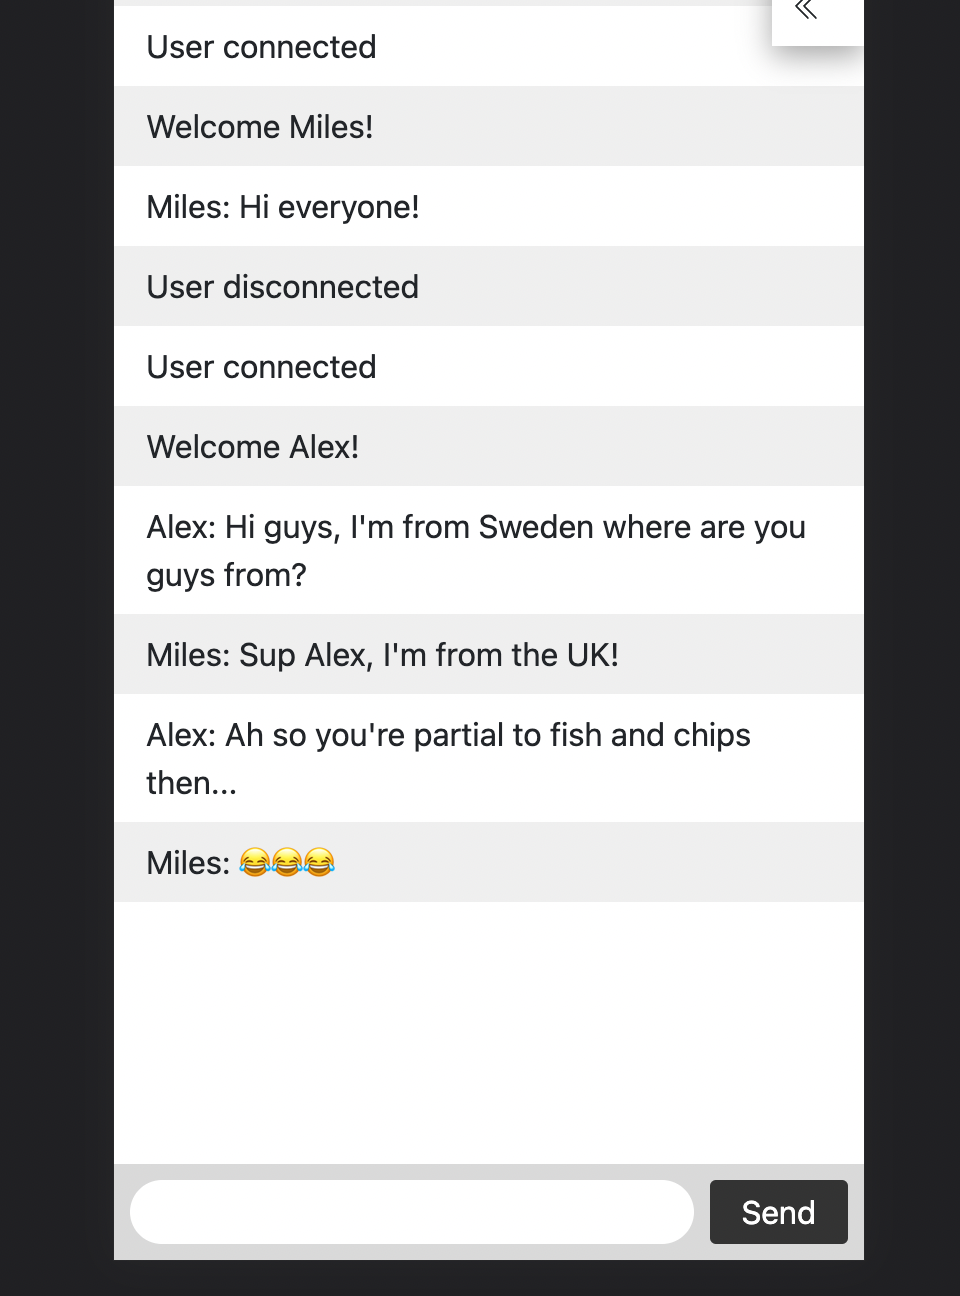 User connected
Welcome Miles!
Miles: Hi everyone!
User disconnected
User connected
Welcome Alex!
Alex: Hi guys, I'm from Sweden where are you
guys from?
Miles: Sup Alex, I'm from the UK!
Alex: Ah so you're partial to fish and chips
then...
Miles: 😂😂😂
Send